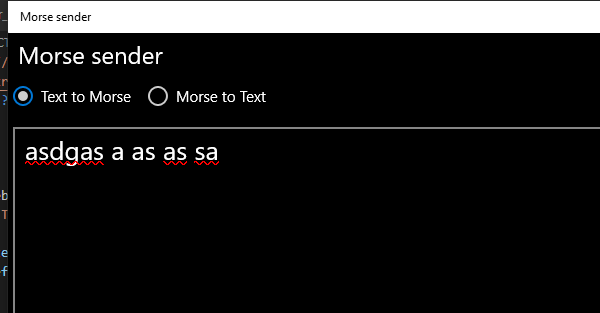 Morse sender
Morse sender
Text to Morse Morse to Text
asdgas a as as sa